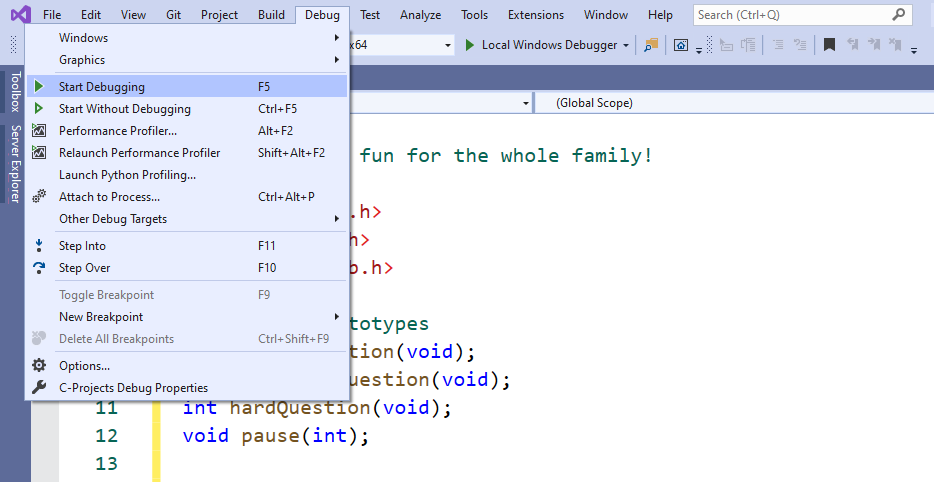 File Edit View Git Project Build Debug Test Analyze Tools Extensions Window Help Search (Ctrl+Q)
x64 Local Windows Debugger
Toolbox
Server Explorer
Windows
Graphics
Start Debugging F5
Start Without Debugging Ctrl+F5
Performance Profiler... Alt+F2
Relaunch Performance Profiler Shift+Alt+F2
Launch Python Profiling...
Attach to Process... Ctrl+Alt+P
Other Debug Targets
Step Into F11
Step Over F10
Toggle Breakpoint F9
New Breakpoint
Delete All Breakpoints Ctrl+Shift+F9
Options...
C-Projects Debug Properties
(Global Scope)
fun for the whole family!
.h>
h>
b.h>
totypes
tion(void);
uestion(void);
11 int hardQuestion(void);
12 void pause(int);
13